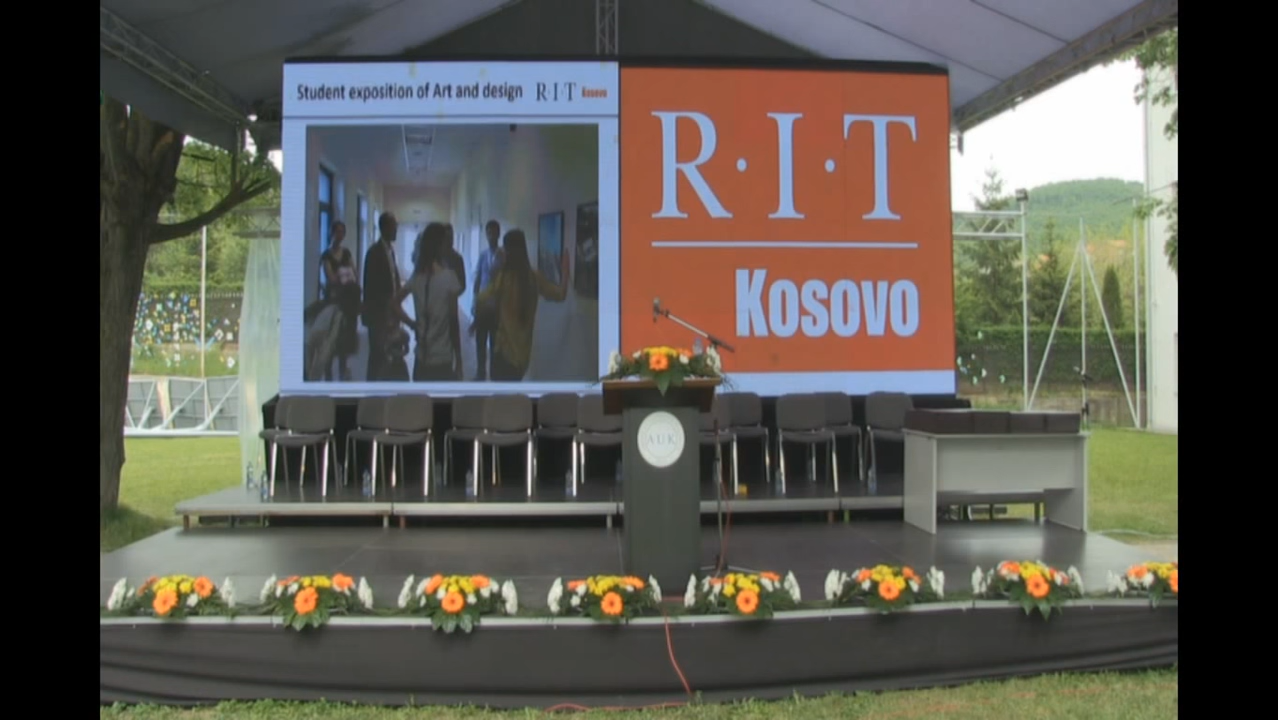 Student exposition of Art and design R·I·T Kosovo
R·I·T
Kosovo
AUK